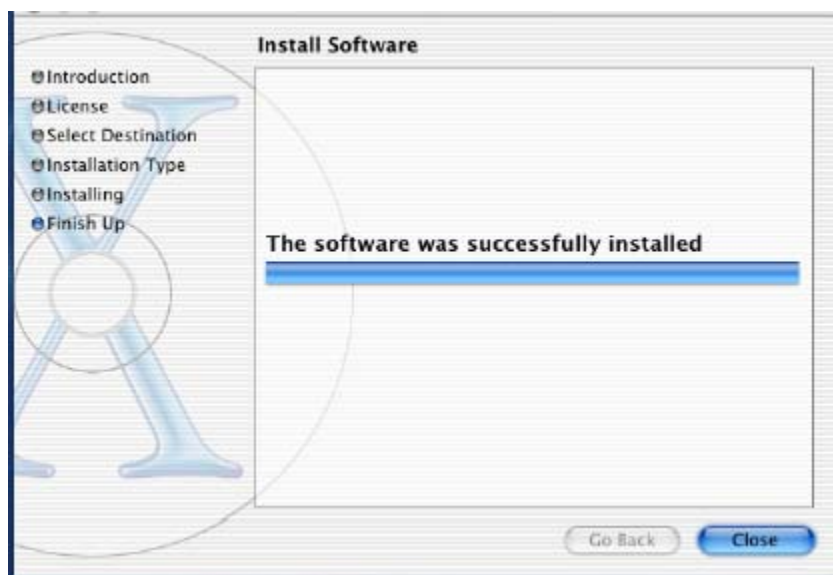 Install Software
Introduction
License
Select Destination
Installation Type
Installing
Finish Up
The software was successfully installed
Go Back
Close